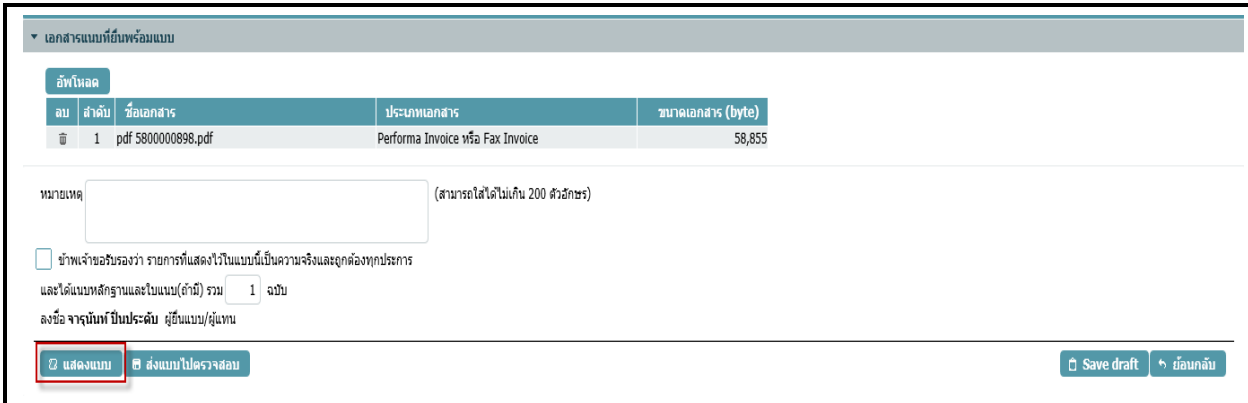 เอกสารแนบที่ยื่นพร้อมแบบ
อัพโหลด
ลบ ลำดับ ชื่อเอกสาร ประเภทเอกสาร ขนาดเอกสาร (byte)
1 pdf 5800000898.pdf Performa Invoice หรือ Fax Invoice 58,855
หมายเหตุ (สามารถใส่ได้ไม่เกิน 200 ตัวอักษร)
ข้าพเจ้าขอรับรองว่า รายการที่แสดงไว้ในแบบนี้เป็นความจริงและถูกต้องทุกประการ
และได้แนบหลักฐานและใบแนบ(ถ้ามี) รวม 1 ฉบับ
ลงชื่อ จารุนันท์ ปิ่นประดับ ผู้ยื่นแบบ/ผู้แทน
แสดงแบบ ส่งแบบไปตรวจสอบ Save draft ย้อนกลับ